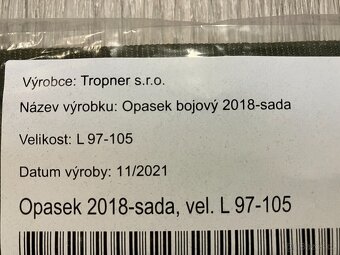 Výrobce: Tropner s.r.o.
Název výrobku: Opasek bojový 2018-sada
Velikost: L 97-105
Datum výroby: 11/2021
Opasek 2018-sada, vel. L 97-105